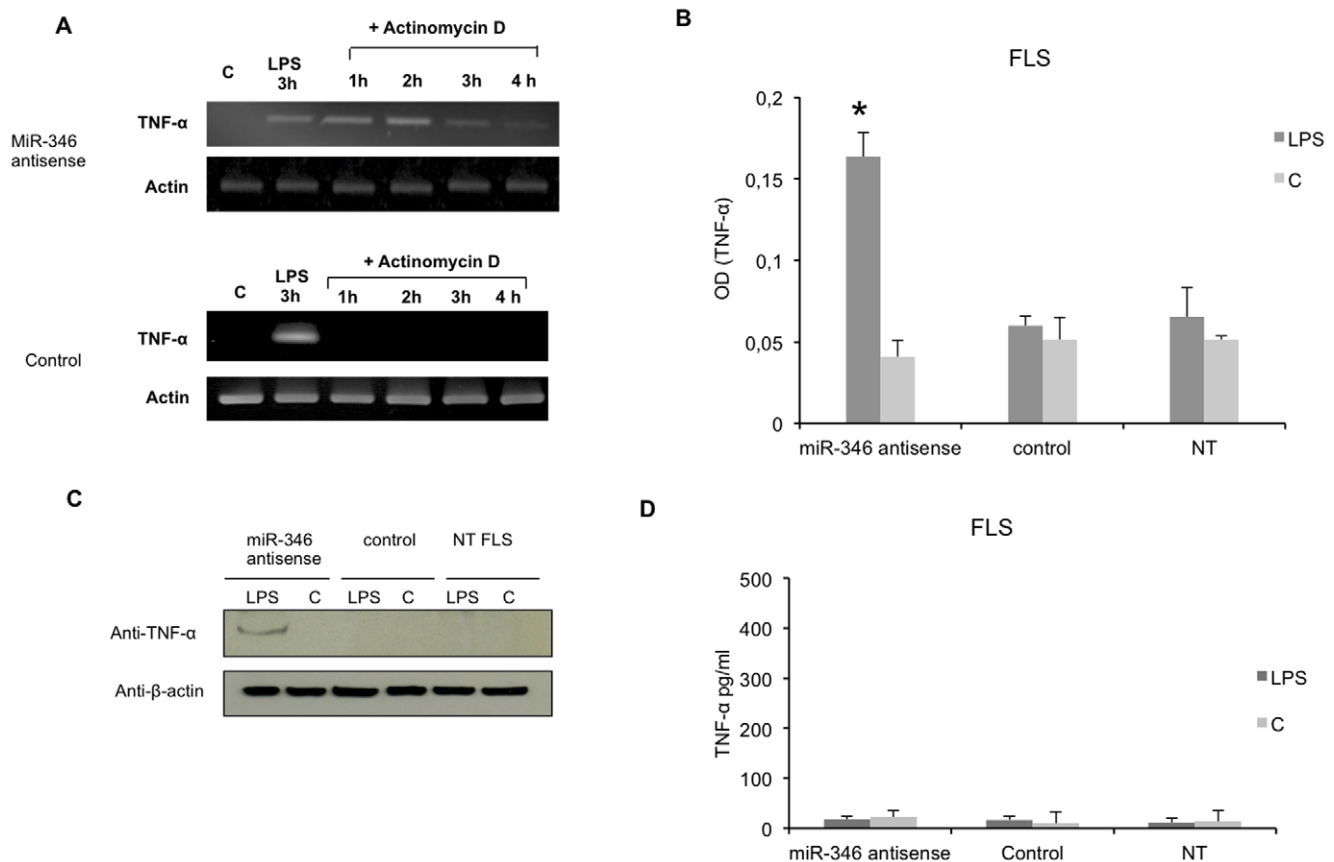 A
+ Actinomycin D
C
LPS
3h
1h 2h 3h 4 h
MiR-346
antisense
TNF-α
Actin
+ Actinomycin D
C
LPS
3h
1h 2h 3h 4 h
Control
TNF-α
Actin
B
FLS
OD (TNF-α)
0,2
0,15
0,1
0,05
0
*
LPS
C
miR-346 antisense control NT
C
miR-346
antisense
control NT FLS
LPS C LPS C LPS C
Anti-TNF-α
Anti-β-actin
D
FLS
TNF-α pg/ml
500
400
300
200
100
0
LPS
C
miR-346 antisense Control NT